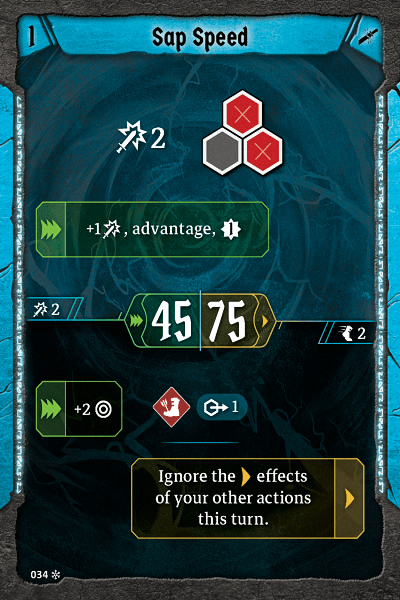 1
Sap Speed
2
+1 , advantage,
2
45 75
2
+2
1
Ignore the effects
of your other actions
this turn.
034